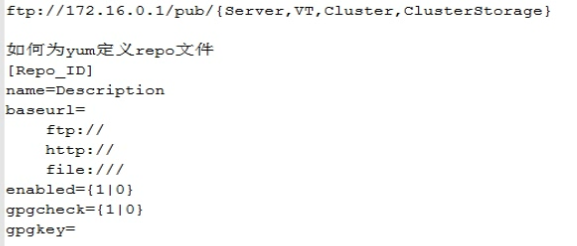 ftp://172.16.0.1/pub/{Server,VT,Cluster,ClusterStorage}
如何为yum定义repo文件
[Repo_ID]
name=Description
baseurl=
ftp://
http://
file:///
enabled={1|0}
gpgcheck={1|0}
gpgkey=